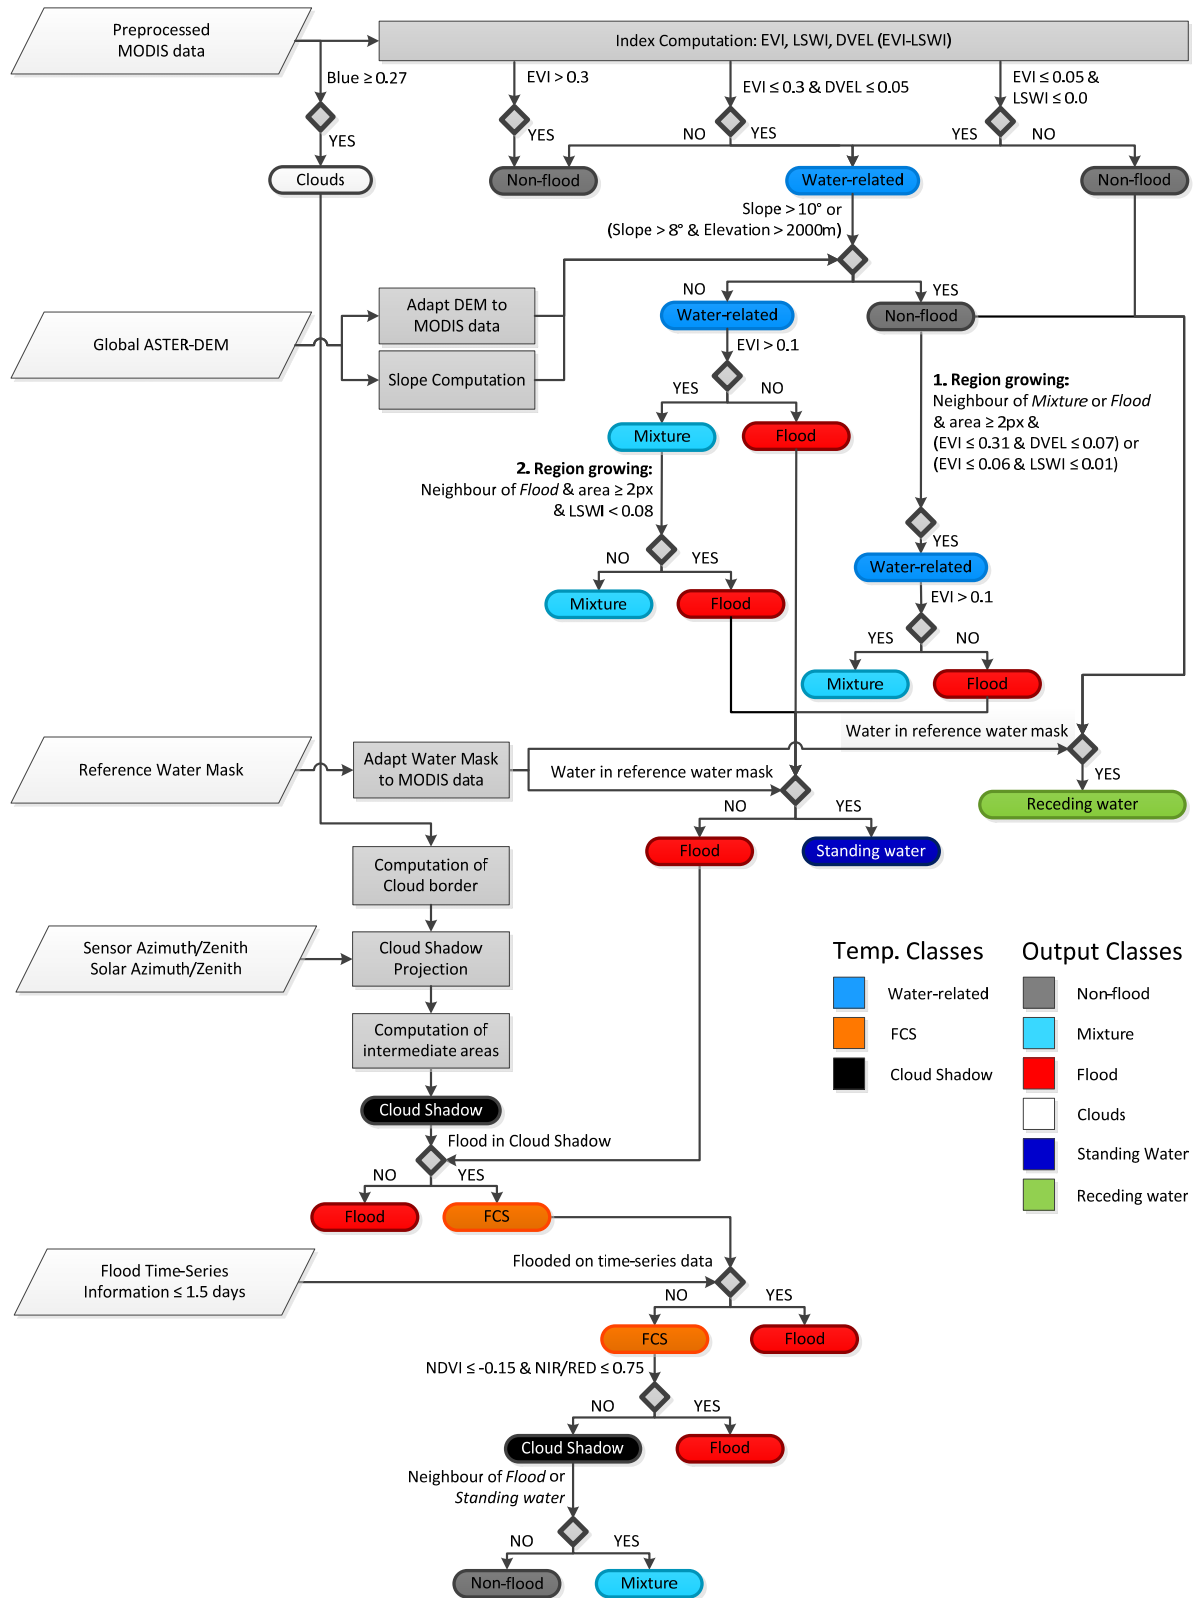 Preprocessed
MODIS data
Index Computation: EVI, LSWI, DVEL (EVI-LSWI)
Blue ≥ 0.27
EVI > 0.3
EVI ≤ 0.3 & DVEL ≤ 0.05
EVI ≤ 0.05 &
LSWI ≤ 0.0
YES
YES
NO
YES
YES
NO
Clouds
Non-flood
Water-related
Non-flood
Slope > 10° or
(Slope > 8° & Elevation > 2000m)
NO
YES
Adapt DEM to
MODIS data
Water-related
Non-flood
Global ASTER-DEM
Slope Computation
EVI > 0.1
YES
NO
1. Region growing:
Neighbour of Mixture or Flood
& area ≥ 2px &
(EVI ≤ 0.31 & DVEL ≤ 0.07) or
(EVI ≤ 0.06 & LSWI ≤ 0.01)
Mixture
Flood
2. Region growing:
Neighbour of Flood & area ≥ 2px
& LSWI < 0.08
YES
NO
YES
Water-related
Mixture
Flood
EVI > 0.1
YES
NO
Mixture
Flood
Water in reference water mask
Reference Water Mask
Adapt Water Mask
to MODIS data
Water in reference water mask
YES
Receding water
NO
YES
Flood
Standing water
Computation of
Cloud border
Sensor Azimuth/Zenith
Solar Azimuth/Zenith
Cloud Shadow
Projection
Computation of
intermediate areas
Temp. Classes
Water-related
FCS
Cloud Shadow
Output Classes
Non-flood
Mixture
Flood
Clouds
Standing Water
Receding water
Cloud Shadow
Flood in Cloud Shadow
NO
YES
Flood
FCS
Flooded on time-series data
Flood Time-Series
Information ≤ 1.5 days
NO
YES
FCS
Flood
NDVI ≤ -0.15 & NIR/RED ≤ 0.75
NO
YES
Cloud Shadow
Flood
Neighbour of Flood or
Standing water
NO
YES
Non-flood
Mixture